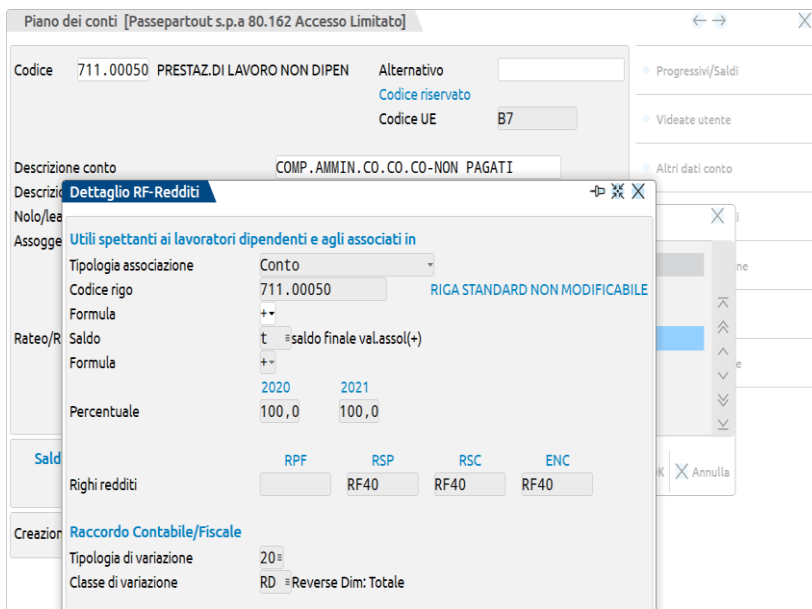 Piano dei conti [Passepartout s.p.a 80.162 Accesso Limitato]
Codice 711.00050 PRESTAZ.DI LAVORO NON DIPEN Alternativo
Progressivi/Saldi
Codice riservato
Codice UE B7
Videate utente
Descrizione conto COMP.AMMIN.CO.CO.CO-NON PAGATI
Altri dati conto
Dettaglio RF-Redditi
Utili spettanti ai lavoratori dipendenti e agli associati in
Tipologia associazione Conto
Codice rigo 711.00050 RIGA STANDARD NON MODIFICABILE
Formula +
Rateo/R
Saldo t saldo finale val.assol(+)
Formula +
2020 2021
Percentuale 100,0 100,0
Sald
RPF RSP RSC ENC
K Annulla
Righi redditi RF40 RF40 RF40
Creazion
Raccordo Contabile/Fiscale
Tipologia di variazione 20
Classe di variazione RD Reverse Dim: Totale